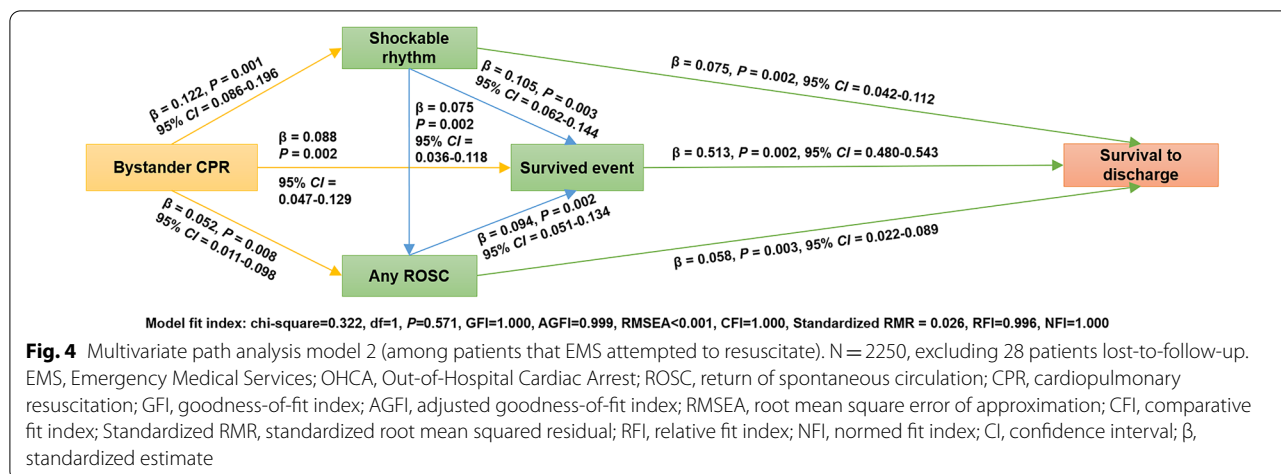 Shockable
rhythm
β = 0.122, P = 0.001
95% CI = 0.086-0.196
β = 0.105, P = 0.003
95% CI = 0.062-0.144
β = 0.075, P = 0.002, 95% CI = 0.042-0.112
β = 0.075
P = 0.002
95% CI =
0.036-0.118
β = 0.088
P = 0.002
95% CI =
0.047-0.129
Bystander CPR
Survived event
β = 0.513, P = 0.002, 95% CI = 0.480-0.543
Survival to
discharge
β = 0.052, P = 0.008
95% CI = 0.011-0.098
β = 0.094, P = 0.002
95% CI = 0.051-0.134
β = 0.058, P = 0.003, 95% CI = 0.022-0.089
Any ROSC
Model fit index: chi-square=0.322, df=1, P=0.571, GFI=1.000, AGFI=0.999, RMSEA<0.001, CFI=1.000, Standardized RMR = 0.026, RFI=0.996, NFI=1.000
Fig. 4 Multivariate path analysis model 2 (among patients that EMS attempted to resuscitate). N = 2250, excluding 28 patients lost-to-follow-up.
EMS, Emergency Medical Services; OHCA, Out-of-Hospital Cardiac Arrest; ROSC, return of spontaneous circulation; CPR, cardiopulmonary
resuscitation; GFI, goodness-of-fit index; AGFI, adjusted goodness-of-fit index; RMSEA, root mean square error of approximation; CFI, comparative
fit index; Standardized RMR, standardized root mean squared residual; RFI, relative fit index; NFI, normed fit index; CI, confidence interval; β,
standardized estimate